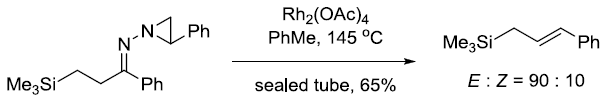 N
N
Ph
Me3Si
Ph
Rh2(OAc)4
PhMe, 145 °C
sealed tube, 65%
Me3Si
Ph
E : Z = 90 : 10